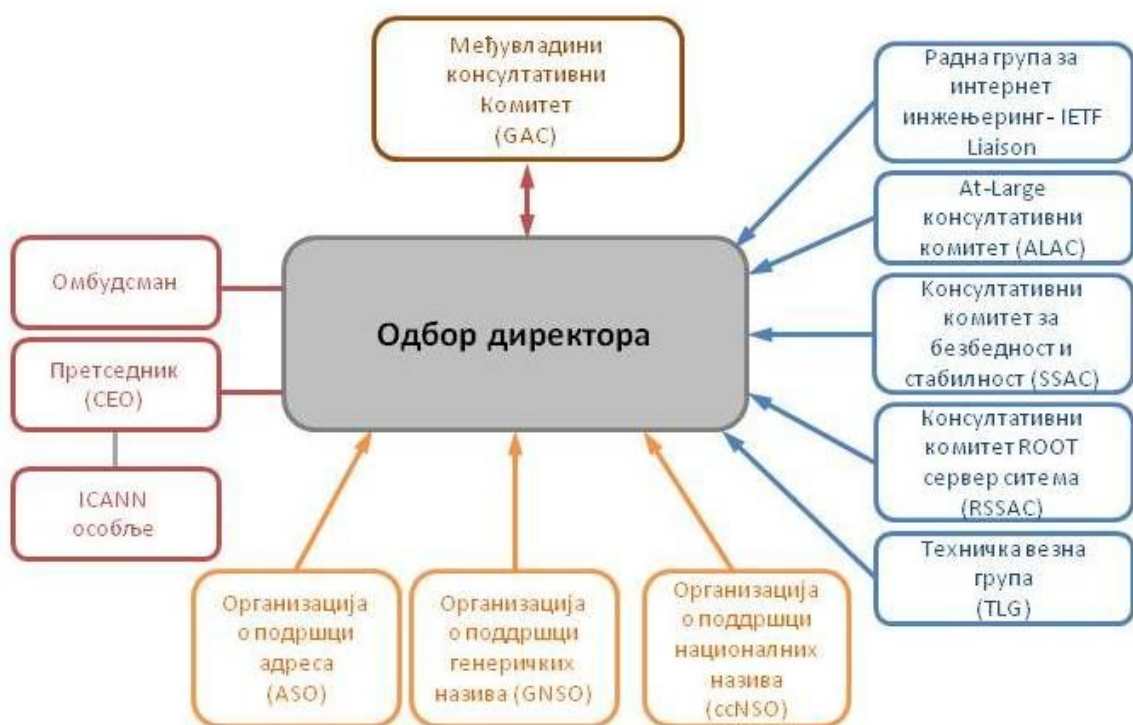 Међувладини
консултативни
Комитет
(GAC)
Радна група за
интернет
инжењеринг- IETF
Liaison
At-Large
консултативни
комитет (ALAC)
Омбудсман
Консултативни
комитет за
безбедност и
стабилност (SSAC)
Одбор директора
Претседник
(CEO)
Консултативни
комитет ROOT
сервер ситема
(RSSAC)
ICANN
особље
Техничка везна
група
(TLG)
Организација
о подршци
адреса
(ASO)
Организација
о поддршци
генеричких
назива (GNSO)
Организација
о поддршци
националних
назива
(ccNSO)